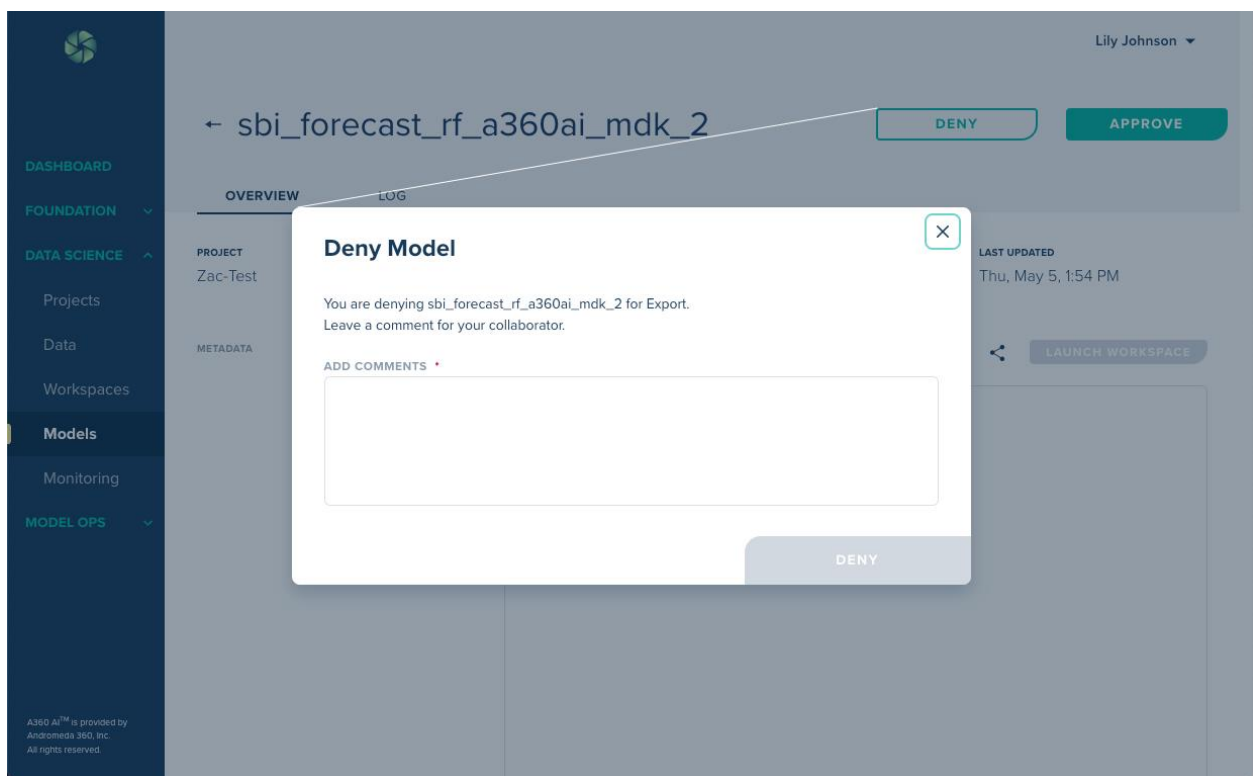 Lily Johnson
← sbi_forecast_rf_a360ai_mdk_2
DENY
APPROVE
DASHBOARD
FOUNDATION
DATA SCIENCE
Projects
Data
Workspaces
Models
Monitoring
MODEL OPS
A360 AI™ is provided by
Andromeda 360, Inc.
All rights reserved.
OVERVIEW
LOG
PROJECT
Zac-Test
LAST UPDATED
Thu, May 5, 1:54 PM
METADATA
LAUNCH WORKSPACE
Deny Model
You are denying sbi_forecast_rf_a360ai_mdk_2 for Export.
Leave a comment for your collaborator.
ADD COMMENTS *
DENY